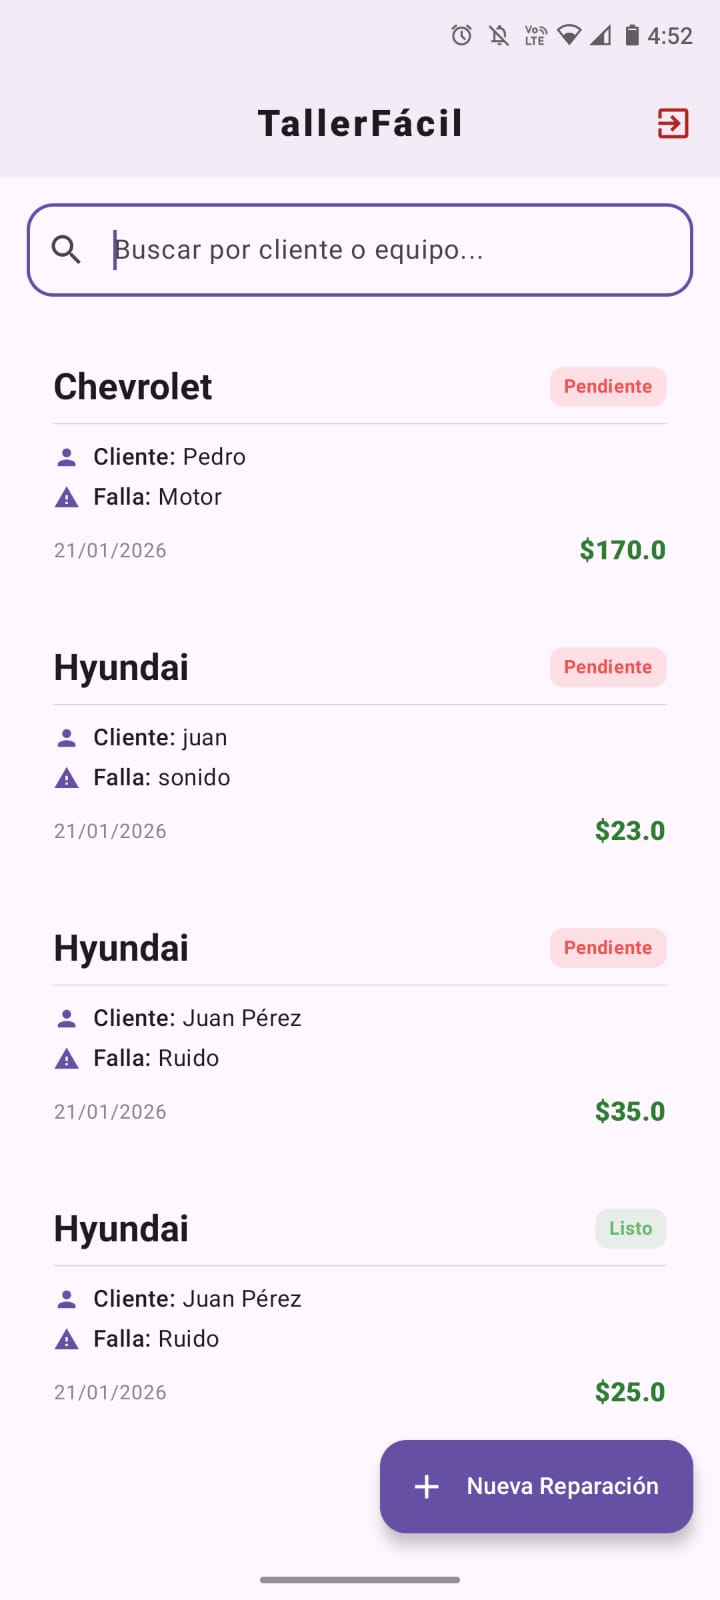 Vo)) LTE 4:52
TallerFácil
Buscar por cliente o equipo...
Chevrolet Pendiente
Cliente: Pedro
Falla: Motor
21/01/2026 $170.0
Hyundai Pendiente
Cliente: juan
Falla: sonido
21/01/2026 $23.0
Hyundai Pendiente
Cliente: Juan Pérez
Falla: Ruido
21/01/2026 $35.0
Hyundai Listo
Cliente: Juan Pérez
Falla: Ruido
21/01/2026 $25.0
+ Nueva Reparación